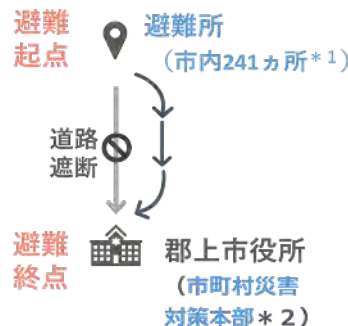 避難
起点
避難所
（市内241ヵ所*1）
道路
遮断
避難
終点
郡上市役所
（市町村災害
対策本部＊２）